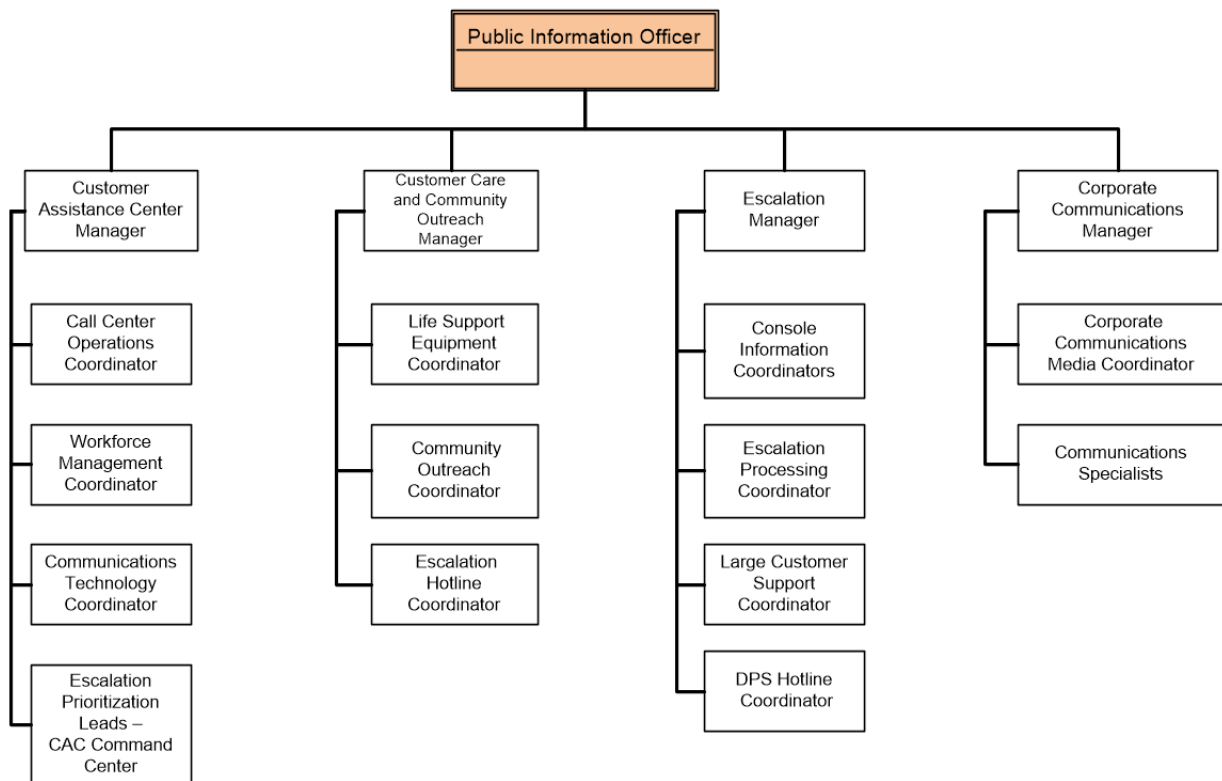 Public Information Officer
Customer
Assistance Center
Manager
Call Center
Operations
Coordinator
Workforce
Management
Coordinator
Communications
Technology
Coordinator
Escalation
Prioritization
Leads –
CAC Command
Center
Customer Care
and Community
Outreach
Manager
Life Support
Equipment
Coordinator
Community
Outreach
Coordinator
Escalation
Hotline
Coordinator
Escalation
Manager
Console
Information
Coordinators
Escalation
Processing
Coordinator
Large Customer
Support
Coordinator
DPS Hotline
Coordinator
Corporate
Communications
Manager
Corporate
Communications
Media Coordinator
Communications
Specialists